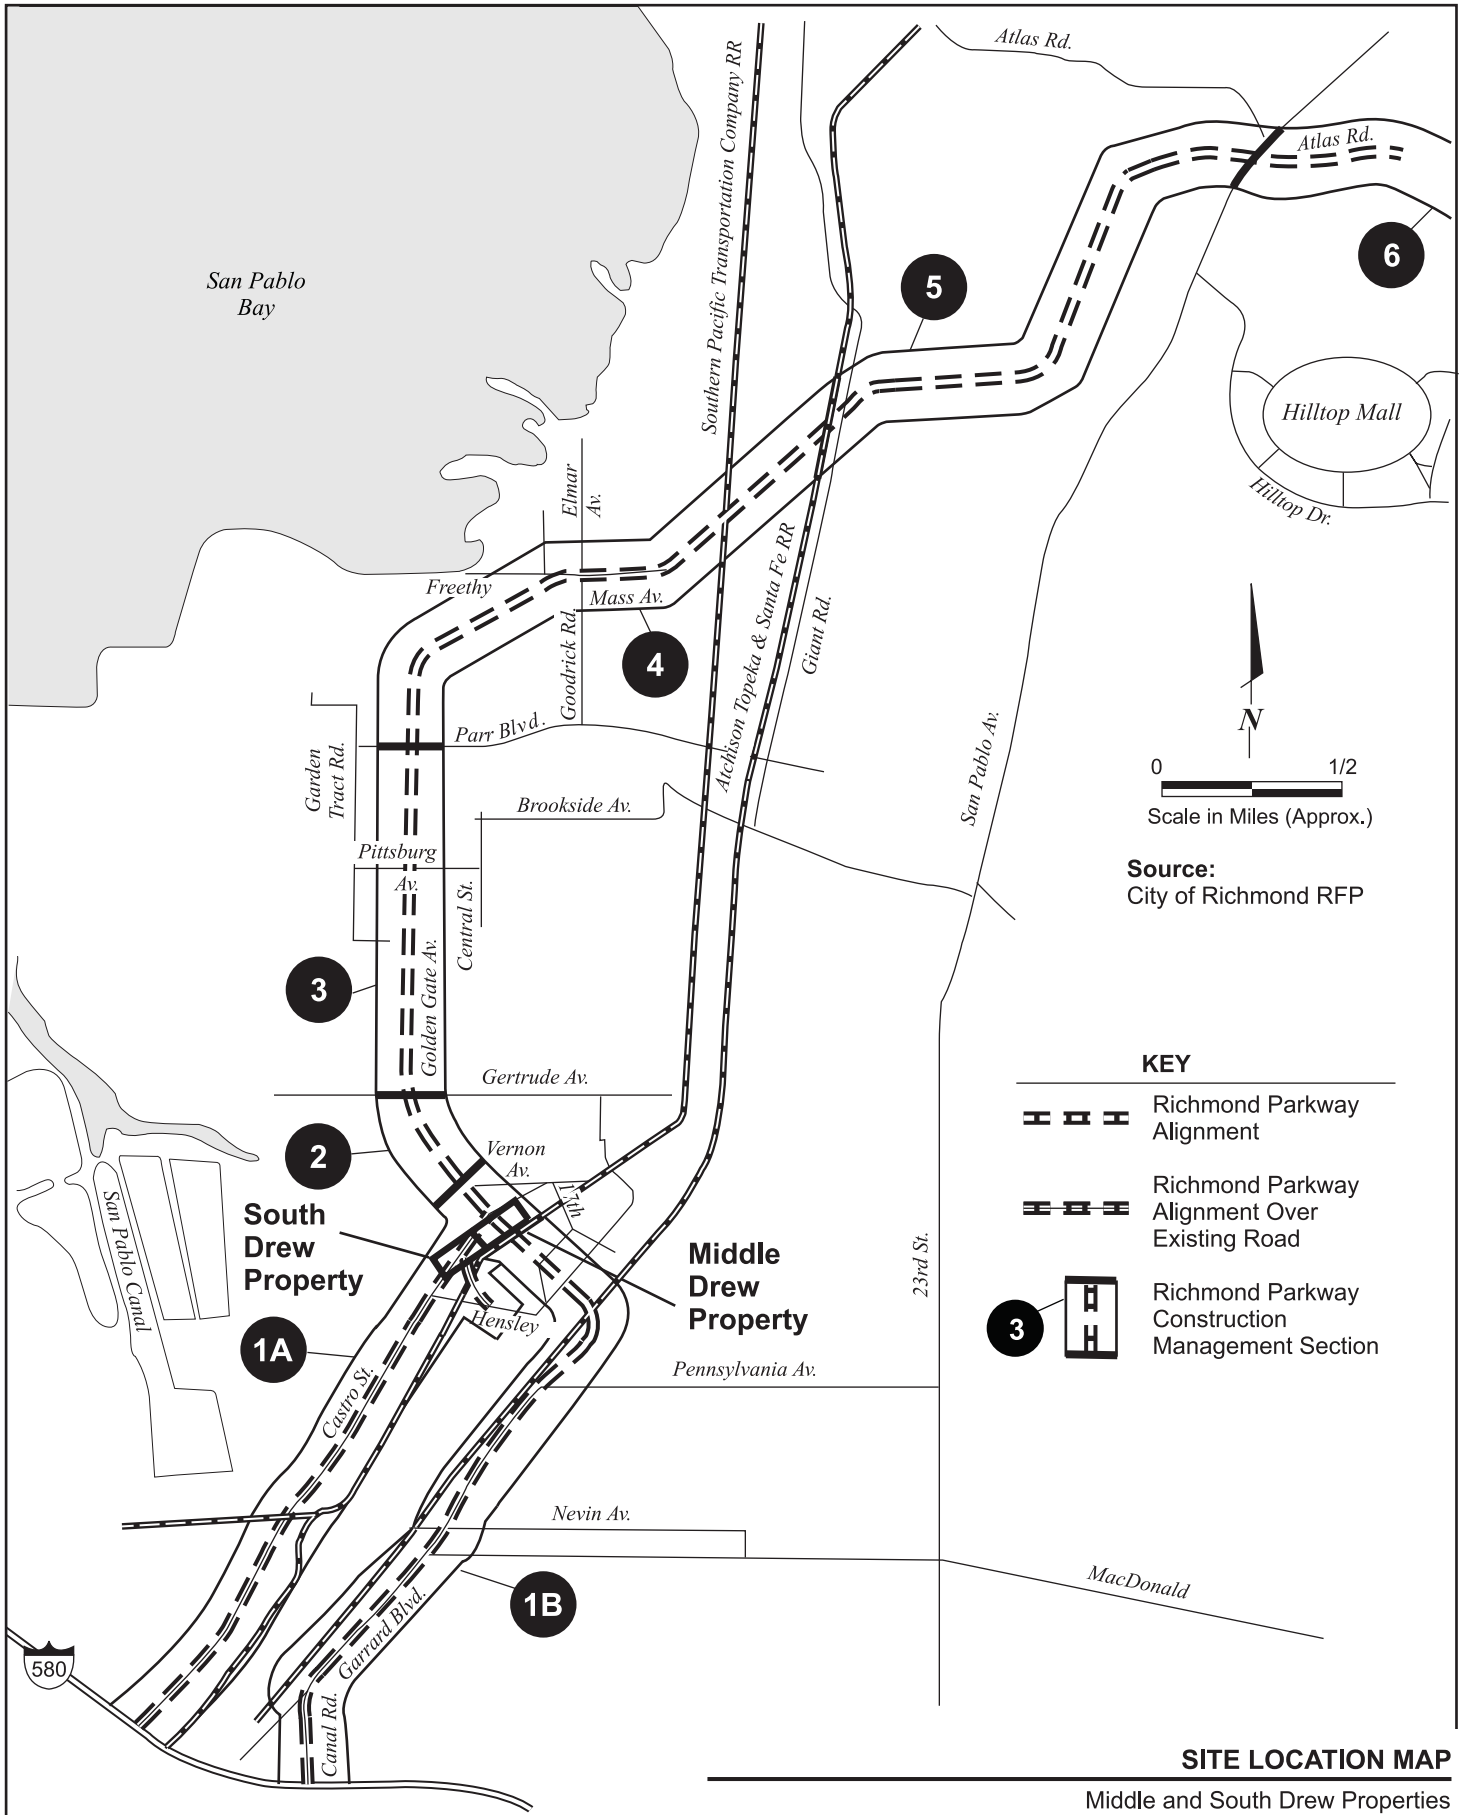 Atlas Rd.
Southern Pacific Transportation Company RR
Atlas Rd.
6
San Pablo
Bay
5
Hilltop Mall
Hilltop Dr.
Elmar
Av.
Freethy
Mass Av.
Goodrick Rd.
4
Atchison Topeka & Santa Fe RR
Giant Rd.
N
Parr Blvd.
Garden
Tract Rd.
San Pablo Av.
0 1/2
Scale in Miles (Approx.)
Brookside Av.
Pittsburg
Av.
Source:
City of Richmond RFP
Central St.
Golden Gate Av.
3
KEY
Gertrude Av.
Richmond Parkway
Alignment
2
Vernon
Av.
17th
Richmond Parkway
Alignment Over
Existing Road
San Pablo Canal
South
Drew
Property
Middle
Drew
Property
23rd St.
3
Richmond Parkway
Construction
Management Section
Hensley
1A
Castro St.
Pennsylvania Av.
Nevin Av.
MacDonald
1B
Garrard Blvd.
580
Canal Rd.
SITE LOCATION MAP
Middle and South Drew Properties